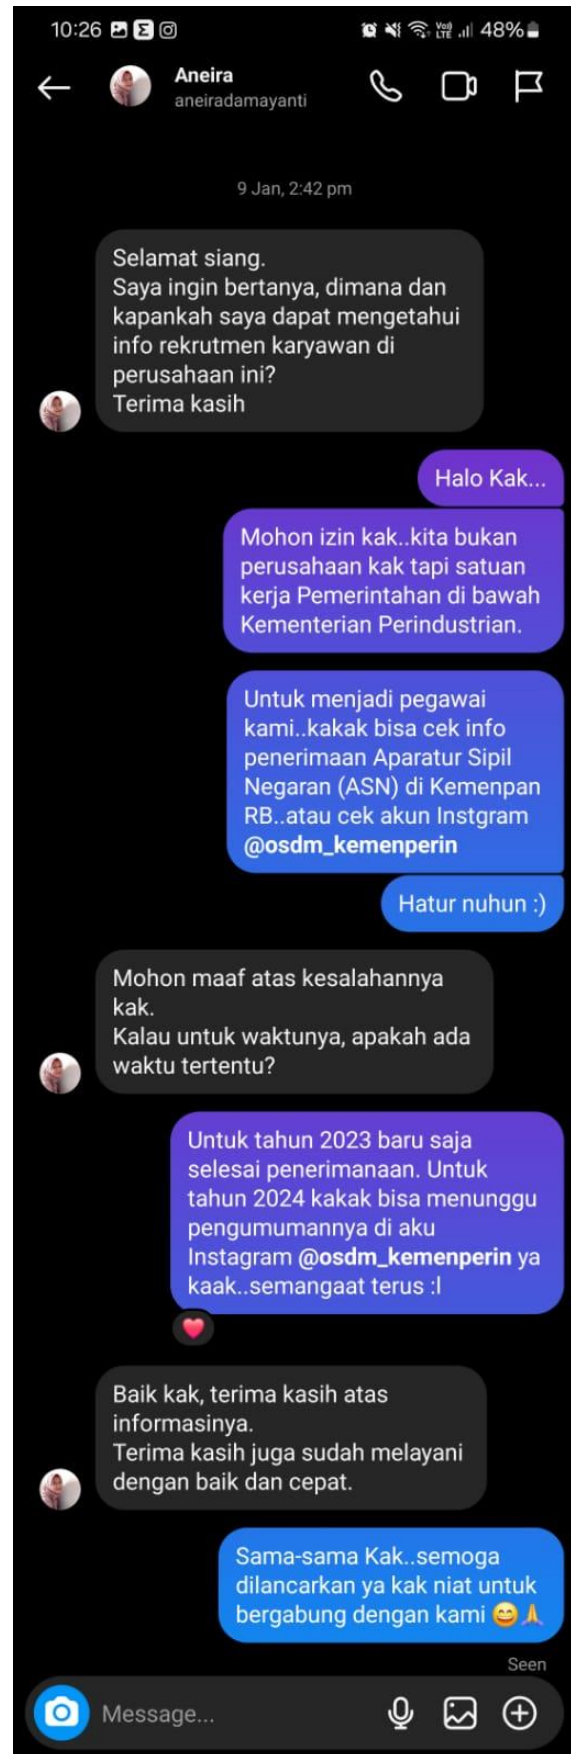 10:26
48%
Aneira
aneiradamayanti
9 Jan, 2:42 pm
Selamat siang.
Saya ingin bertanya, dimana dan
kapankah saya dapat mengetahui
info rekrutmen karyawan di
perusahaan ini?
Terima kasih
Halo Kak...
Mohon izin kak..kita bukan
perusahaan kak tapi satuan
kerja Pemerintahan di bawah
Kementerian Perindustrian.
Untuk menjadi pegawai
kami..kakak bisa cek info
penerimaan Aparatur Sipil
Negaran (ASN) di Kemenpan
RB..atau cek akun Instgram
@osdm_kemenperin
Hatur nuhun :)
Mohon maaf atas kesalahannya
kak.
Kalau untuk waktunya, apakah ada
waktu tertentu?
Untuk tahun 2023 baru saja
selesai penerimanaan. Untuk
tahun 2024 kakak bisa menunggu
pengumumannya di aku
Instagram @osdm_kemenperin ya
kaak..semangaat terus :l
Baik kak, terima kasih atas
informasinya.
Terima kasih juga sudah melayani
dengan baik dan cepat.
Sama-sama Kak..semoga
dilancarkan ya kak niat untuk
bergabung dengan kami 😄🙏
Seen
Message...